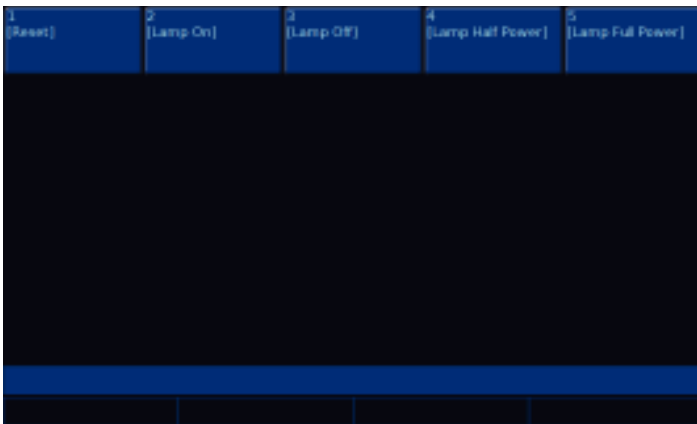 1
[Reset]
2
[Lamp On]
3
[Lamp Off]
4
[Lamp Half Power]
5
[Lamp Full Power]